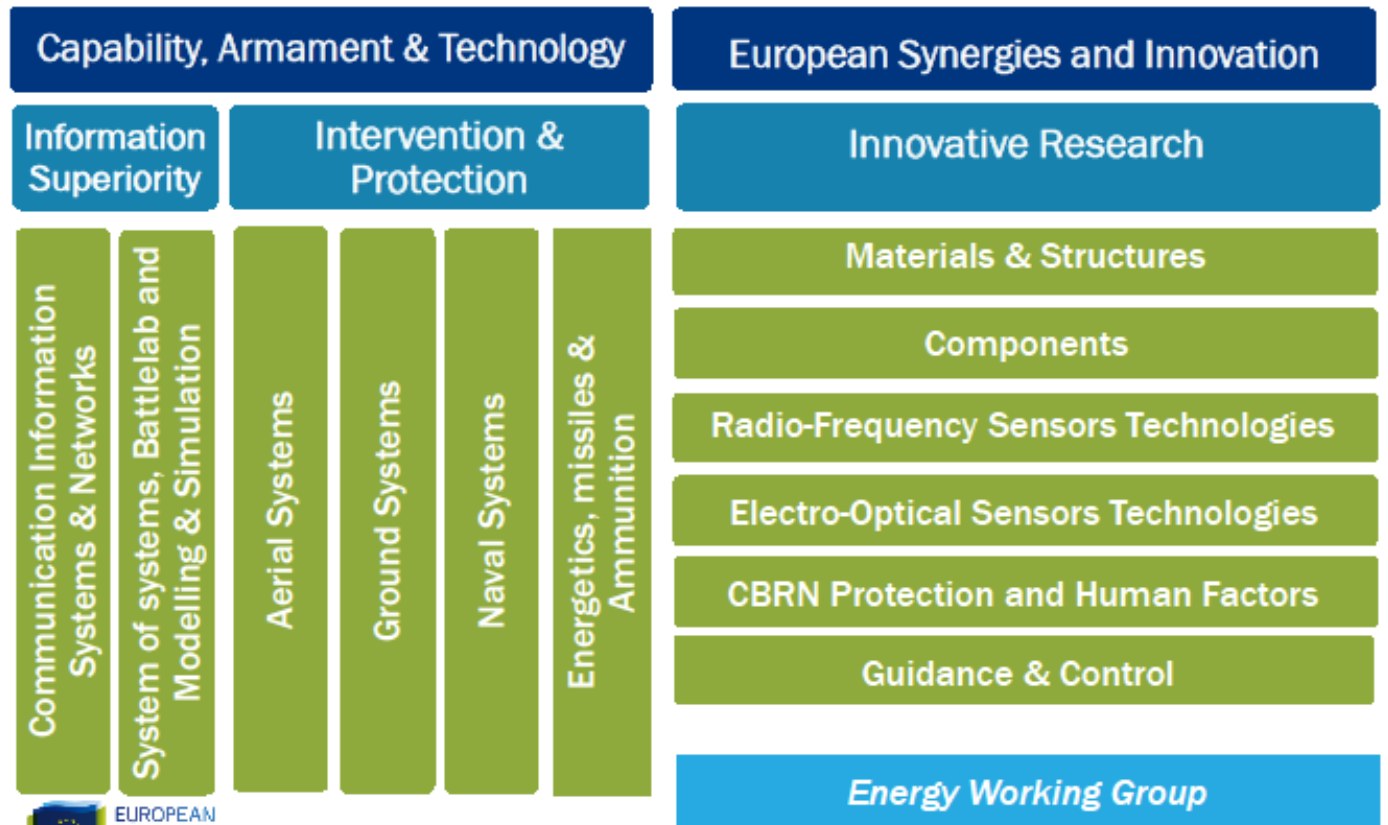 Capability, Armament & Technology
European Synergies and Innovation
Information
Superiority
Intervention &
Protection
Innovative Research
Communication Information
Systems & Networks
System of systems, Battlelab and
Modelling & Simulation
Aerial Systems
Ground Systems
Naval Systems
Energetics, missiles &
Ammunition
Materials & Structures
Components
Radio-Frequency Sensors Technologies
Electro-Optical Sensors Technologies
CBRN Protection and Human Factors
Guidance & Control
Energy Working Group
EUROPEAN